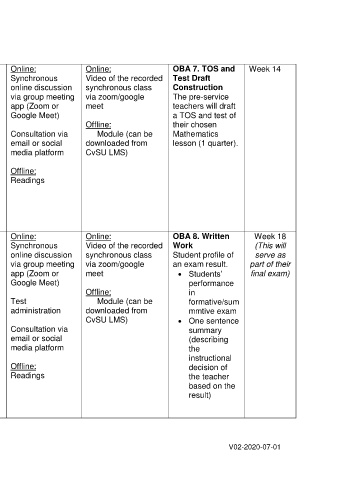 Online:
Synchronous
online discussion
via group meeting
app (Zoom or
Google Meet)
Consultation via
email or social
media platform
Offline:
Readings
Online:
Video of the recorded
synchronous class
via zoom/google
meet
Offline:
Module (can be
downloaded from
CvSU LMS)
OBA 7. TOS and
Test Draft
Construction
The pre-service
teachers will draft
a TOS and test of
their chosen
Mathematics
lesson (1 quarter).
Week 14
Online:
Synchronous
online discussion
via group meeting
app (Zoom or
Google Meet)
Test
administration
Consultation via
email or social
media platform
Offline:
Readings
Online:
Video of the recorded
synchronous class
via zoom/google
meet
Offline:
Module (can be
downloaded from
CvSU LMS)
OBA 8. Written
Work
Student profile of
an exam result.
• Students'
performance
in
formative/sum
mmtive exam
• One sentence
summary
(describing
the
instructional
decision of
the teacher
based on the
result)
Week 18
(This will
serve as
part of their
final exam)
V02-2020-07-01